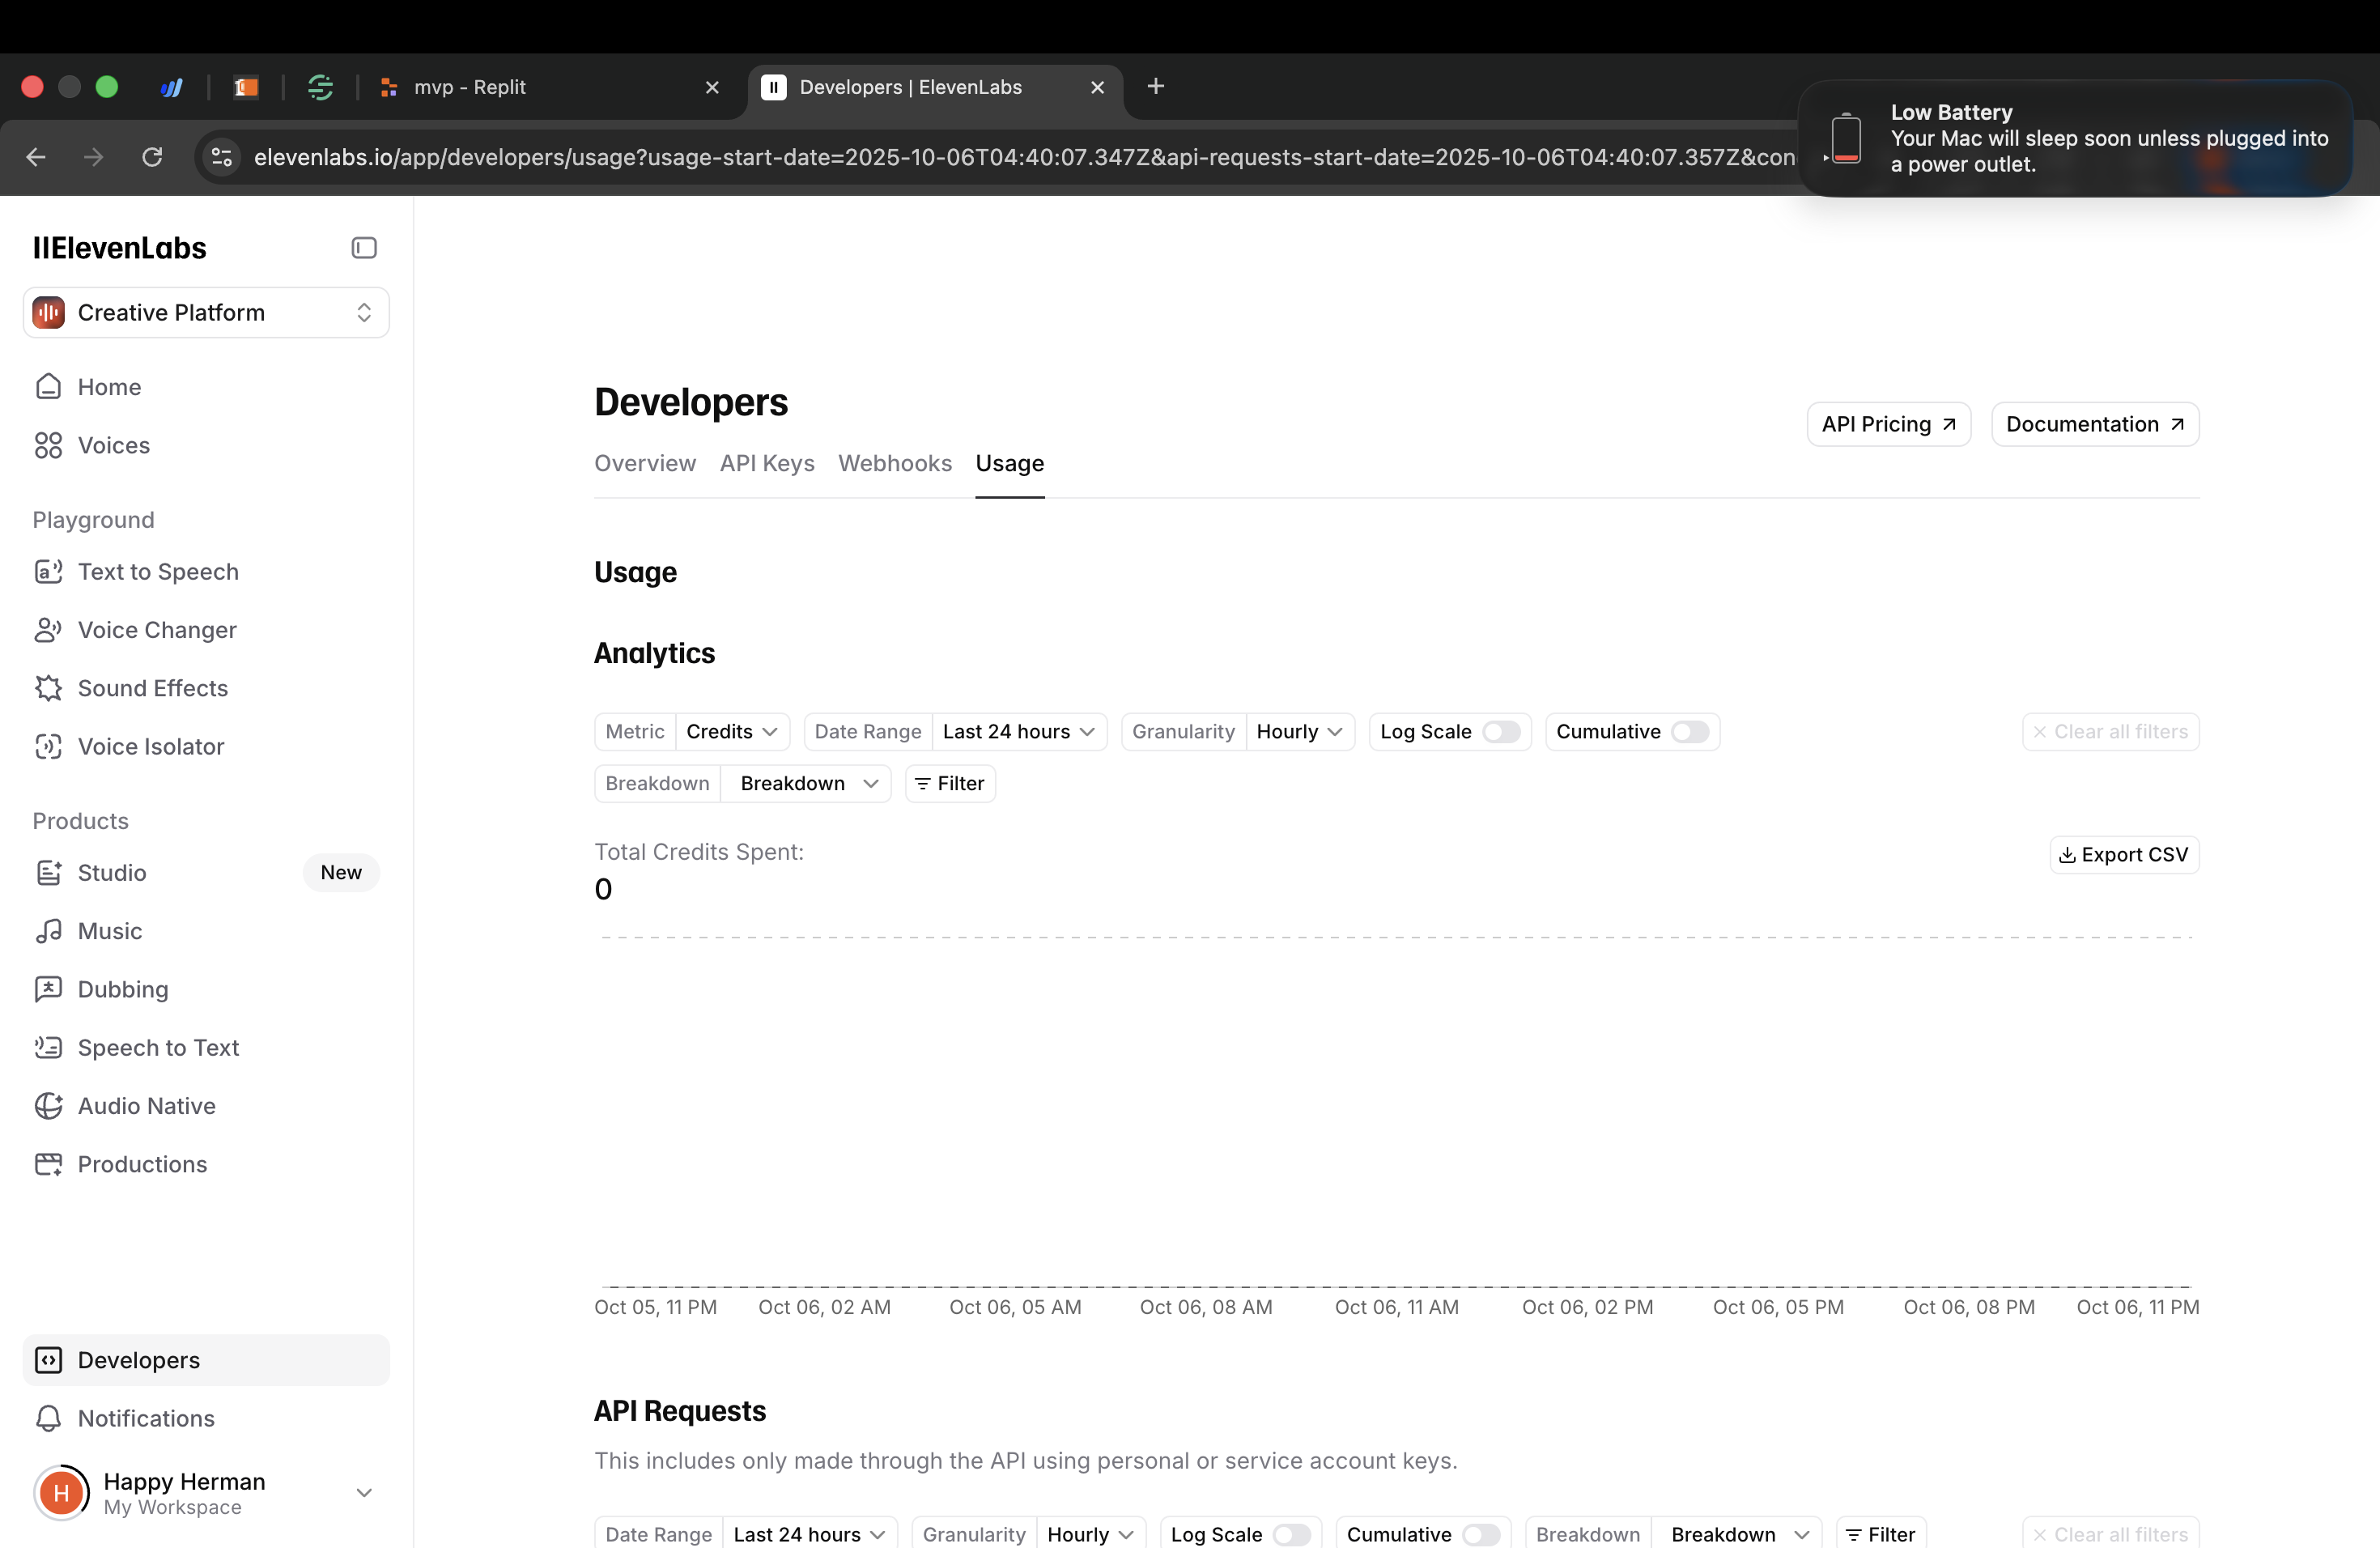 mvp - Replit
Developers | ElevenLabs
elevenlabs.io/app/developers/usage?usage-start-date=2025-10-06T04:40:07.347Z&api-requests-start-date=2025-10-06T04:40:07.357Z&con
Low Battery
Your Mac will sleep soon unless plugged into
a power outlet.
IIElevenLabs
Creative Platform
Home
Voices
Playground
Text to Speech
Voice Changer
Sound Effects
Voice Isolator
Products
Studio New
Music
Dubbing
Speech to Text
Audio Native
Productions
Developers
Notifications
H
Happy Herman
My Workspace
Developers
API Pricing
Documentation
Overview API Keys Webhooks Usage
Usage
Analytics
Metric Credits Date Range Last 24 hours Granularity Hourly Log Scale Cumulative Clear all filters
Breakdown Breakdown Filter
Total Credits Spent:
0
Export CSV
Oct 05, 11 PM Oct 06, 02 AM Oct 06, 05 AM Oct 06, 08 AM Oct 06, 11 AM Oct 06, 02 PM Oct 06, 05 PM Oct 06, 08 PM Oct 06, 11 PM
API Requests
This includes only made through the API using personal or service account keys.
Date Range Last 24 hours Granularity Hourly Log Scale Cumulative Breakdown Breakdown Filter Clear all filters